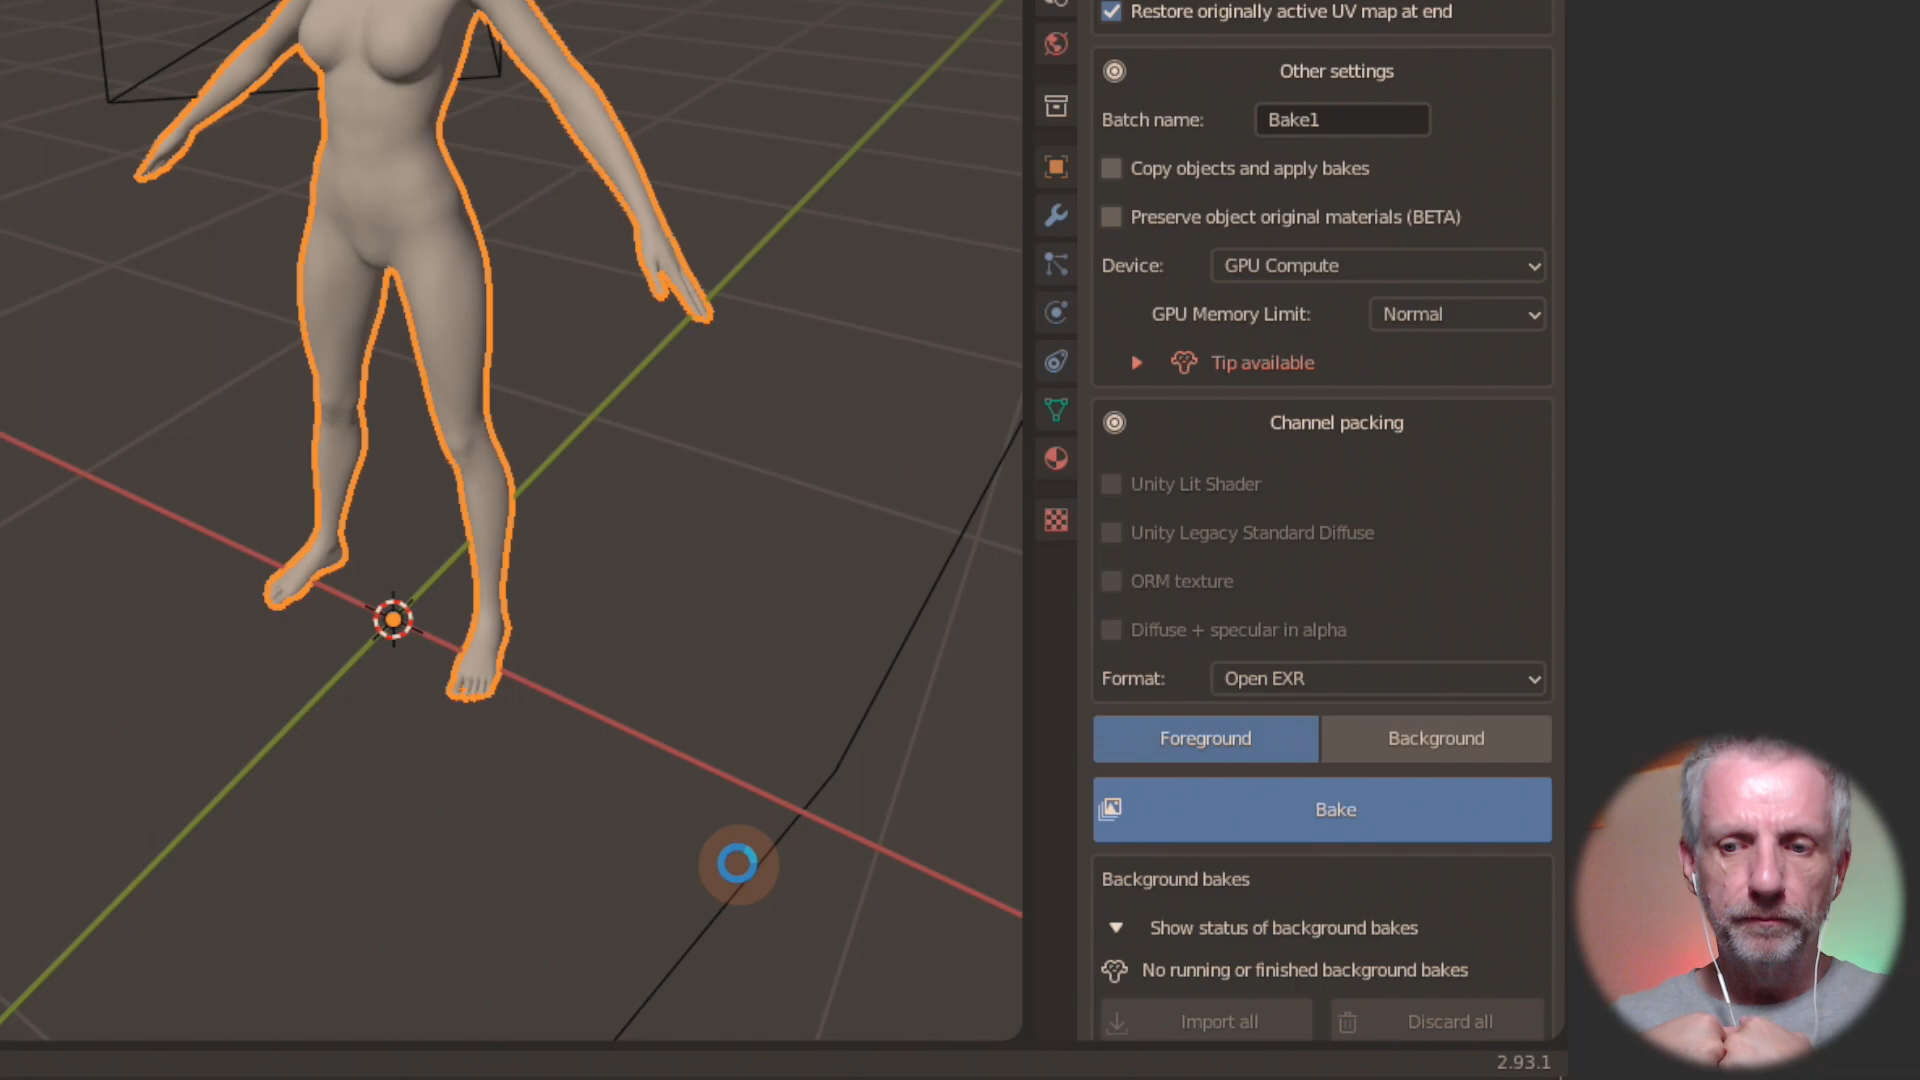 Restore originally active UV map at end
Other settings
Batch name: Bake1
Copy objects and apply bakes
Preserve object original materials (BETA)
Device: GPU Compute
GPU Memory Limit: Normal
Tip available
Channel packing
Unity Lit Shader
Unity Legacy Standard Diffuse
ORM texture
Diffuse + specular in alpha
Format: Open EXR
Foreground Background
Bake
Background bakes
Show status of background bakes
No running or finished background bakes
Import all Discard all
2.93.1